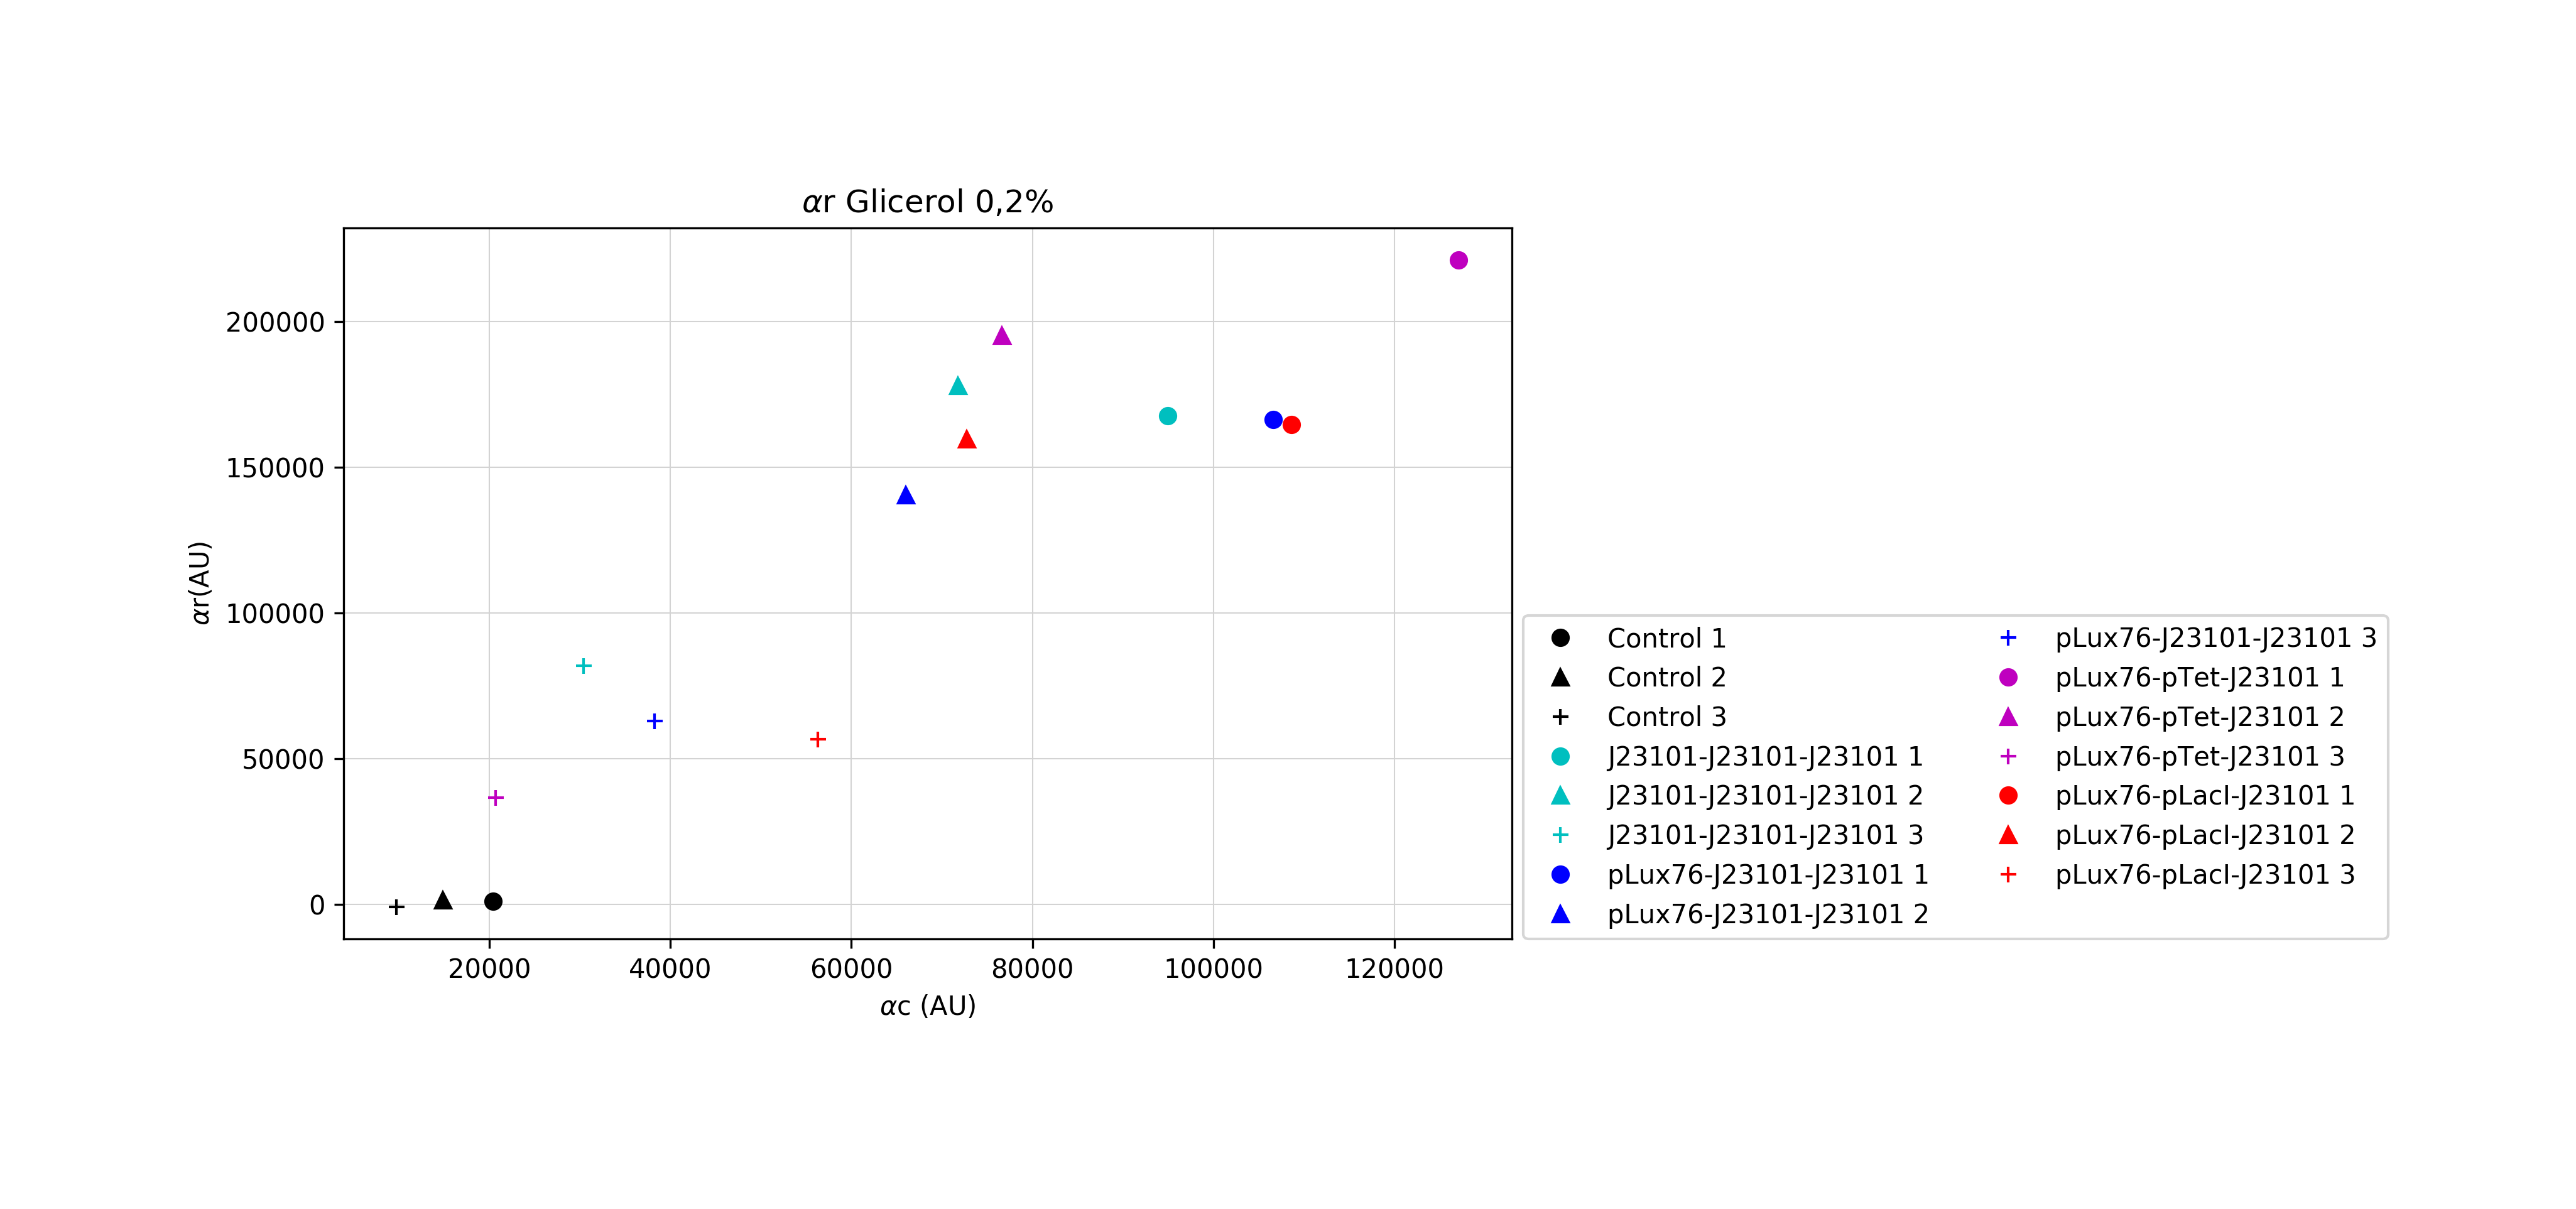 αr Glicerol 0,2%
αr(AU)
200000
150000
100000
50000
0
20000 40000 60000 80000 100000 120000
αc (AU)
Control 1
Control 2
Control 3
J23101-J23101-J23101 1
J23101-J23101-J23101 2
J23101-J23101-J23101 3
pLux76-J23101-J23101 1
pLux76-J23101-J23101 2
pLux76-J23101-J23101 3
pLux76-pTet-J23101 1
pLux76-pTet-J23101 2
pLux76-pTet-J23101 3
pLux76-pLacI-J23101 1
pLux76-pLacI-J23101 2
pLux76-pLacI-J23101 3